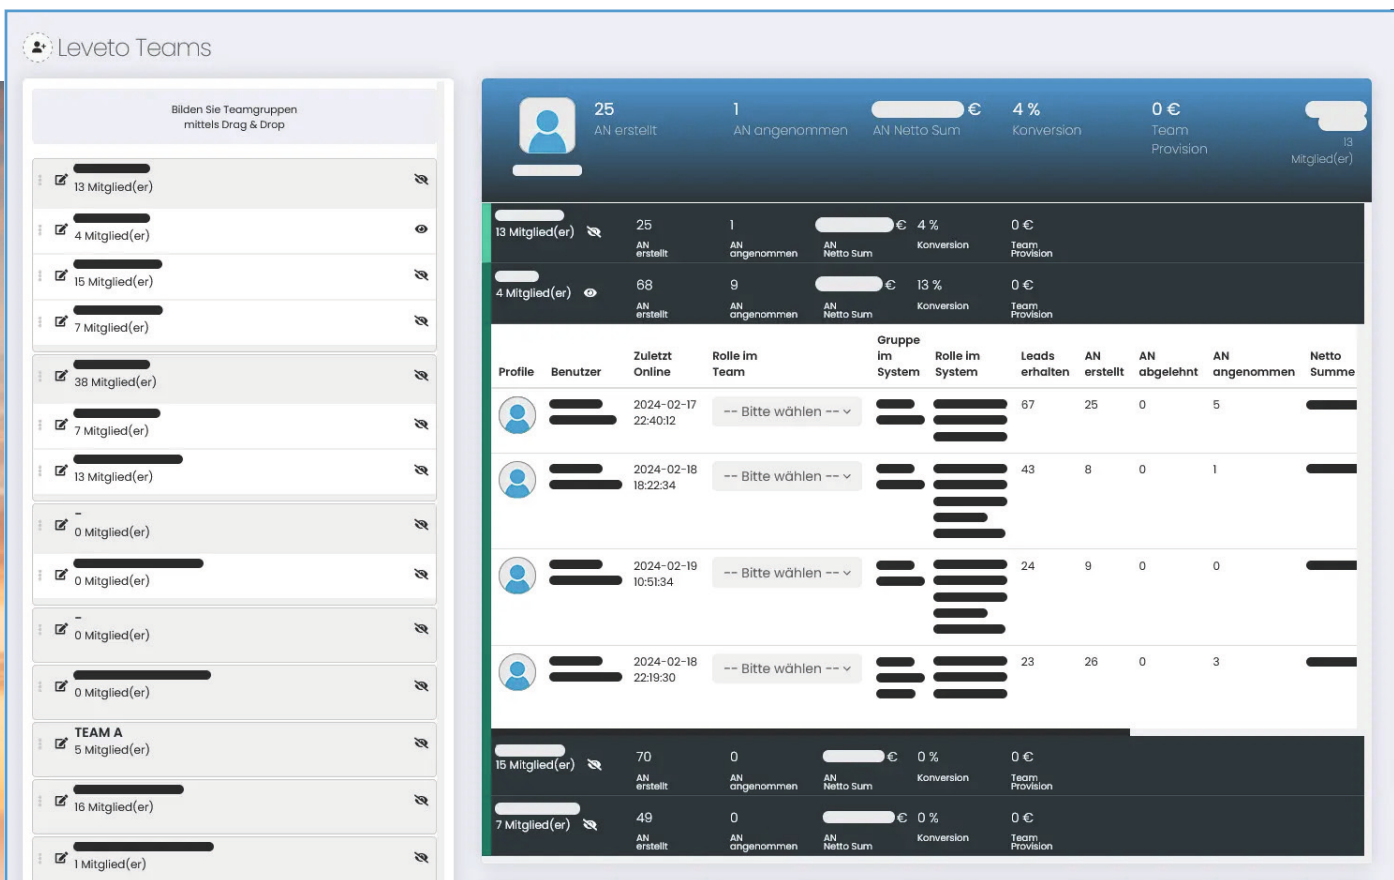 Leveto Teams
Bilden Sie Teamgruppen
mittels Drag & Drop
13 Mitglied(er)
4 Mitglied(er)
15 Mitglied(er)
7 Mitglied(er)
38 Mitglied(er)
7 Mitglied(er)
13 Mitglied(er)
-
0 Mitglied(er)
0 Mitglied(er)
-
0 Mitglied(er)
0 Mitglied(er)
TEAM A
5 Mitglied(er)
16 Mitglied(er)
1 Mitglied(er)
25 1 € 4 % 0 €
AN erstellt AN angenommen AN Netto Sum Konversion Team
Provision
13
Mitglied(er)
13 Mitglied(er) 25 1 € 4 % 0 €
AN AN AN Konversion Team
erstellt angenommen Netto Sum Provision
4 Mitglied(er) 68 9 € 13 % 0 €
AN AN AN Konversion Team
erstellt angenommen Netto Sum Provision
Gruppe
Zuletzt Rolle im im Rolle im Leads AN AN AN Netto
Profile Benutzer Online Team System System erhalten erstellt abgelehnt angenommen Summe
2024-02-17 -- Bitte wählen -- 67 25 0 5
22:40:12
2024-02-18 -- Bitte wählen -- 43 8 0 1
18:22:34
2024-02-19 -- Bitte wählen -- 24 9 0 0
10:51:34
2024-02-18 -- Bitte wählen -- 23 26 0 3
22:19:30
15 Mitglied(er) 70 0 € 0 % 0 €
AN AN AN Konversion Team
erstellt angenommen Netto Sum Provision
7 Mitglied(er) 49 0 € 0 % 0 €
AN AN AN Konversion Team
erstellt angenommen Netto Sum Provision